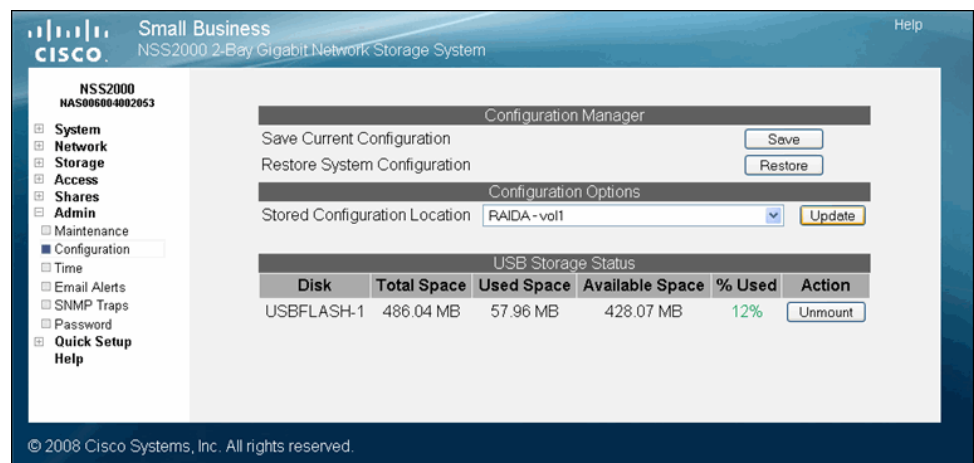 Small Business
Help
CISCO
NSS2000 2-Bay Gigabit Network Storage System
NSS2000
NAS006004002053
System
Network
Storage
Access
Shares
Admin
Maintenance
Configuration
Time
Email Alerts
SNMP Traps
Password
Quick Setup
Help
Configuration Manager
Save Current Configuration Save
Restore System Configuration Restore
Configuration Options
Stored Configuration Location RAIDA - vol1 Update
USB Storage Status
Disk Total Space Used Space Available Space % Used Action
USBFLASH-1 486.04 MB 57.96 MB 428.07 MB 12% Unmount
© 2008 Cisco Systems, Inc. All rights reserved.